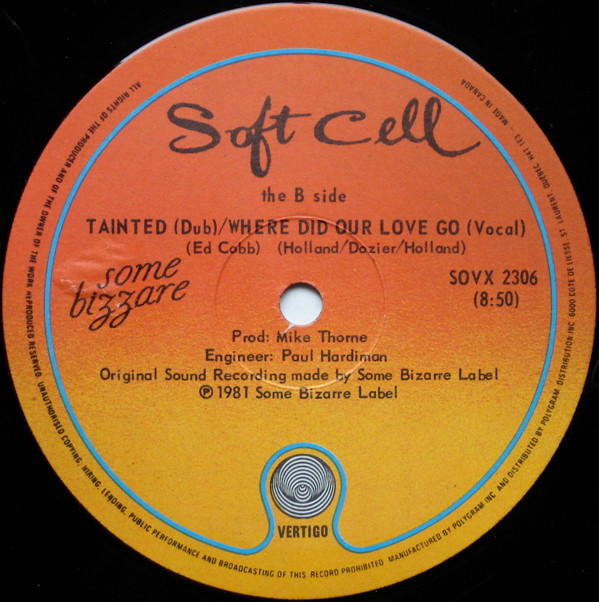 Soft Cell
the B side
TAINTED (Dub)/WHERE DID OUR LOVE GO (Vocal)
(Ed Cobb) (Holland/Dozier/Holland)
some
bizzare
SOVX 2306
(8:50)
Prod: Mike Thorne
Engineer: Paul Hardiman
Original Sound Recording made by Some Bizarre Label
℗ 1981 Some Bizarre Label
VERTIGO
ALL RIGHTS OF THE PRODUCER AND OF THE OWNER OF THE WORK REPRODUCED RESERVED. UNAUTHORISED COPYING, HIRING, LENDING, PUBLIC PERFORMANCE AND BROADCASTING OF THIS RECORD PROHIBITED MANUFACTURED BY POLYGRAM INC AND DISTRIBUTED BY POLYGRAM DISTRIBUTION INC 6000 COTE DE LIESSE, ST LAURENT, QUEBEC, H4T 1E3 - MADE IN CANADA